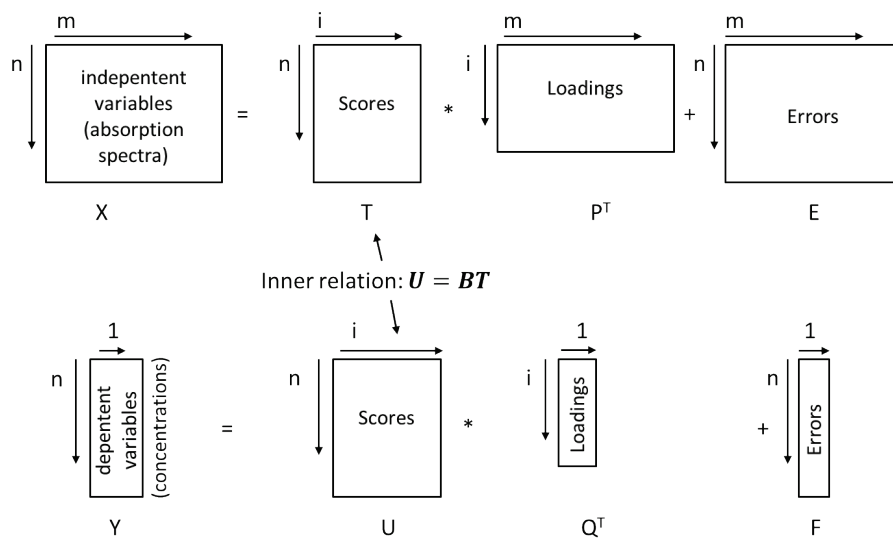 m i m m
n n i n
indepentent
variables
(absorption
spectra)
=
Scores
*
Loadings
+
Errors
X T Pᵀ E
Inner relation: U = BT
1 i 1 1
n n i n
depentent
variables
(concentrations)
=
Scores
*
Loadings
+
Errors
Y U Qᵀ F